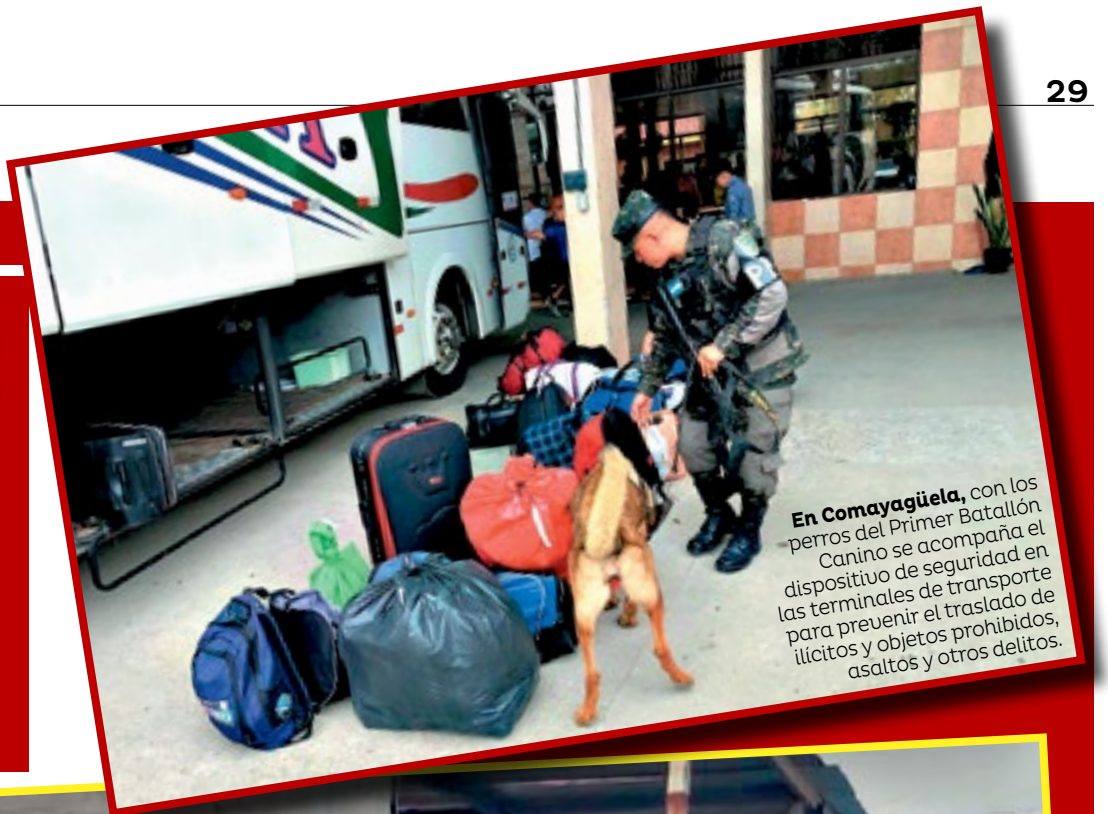 29
En Comayagüela, con los
perros del Primer Batallón
Canino se acompaña el
dispositivo de seguridad en
las terminales de transporte
para prevenir el traslado de
ilícitos y objetos prohibidos,
asaltos y otros delitos.